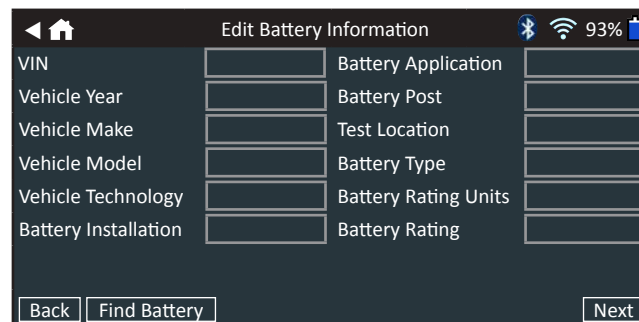 Edit Battery Information 93%
VIN Battery Application
Vehicle Year Battery Post
Vehicle Make Test Location
Vehicle Model Battery Type
Vehicle Technology Battery Rating Units
Battery Installation Battery Rating
Back Find Battery Next